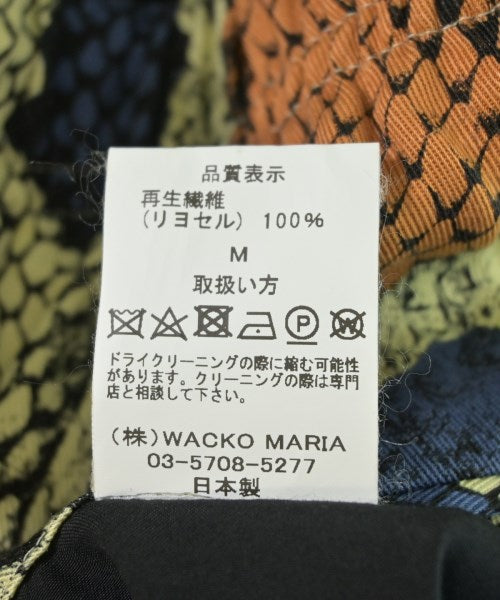 品質表示
再生繊維
(リヨセル) 100%
M
取扱い方
P W
ドライクリーニングの際に縮む可能性
があります。クリーニングの際は専門
店と相談して下さい。
(株) WACKO MARIA
03-5708-5277
日本製